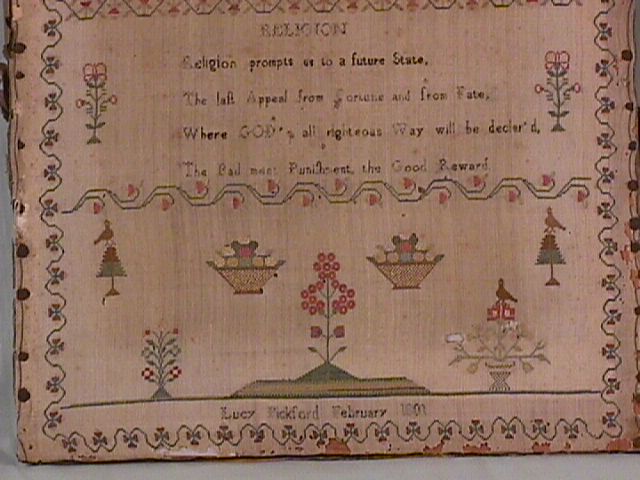 RELIGION
Religion prompts us to a future State,
The last Appeal from Fortune and from Fate,
Where GOD's all righteous Way will be declar'd,
The Bad meet Punishment, the Good Reward.
Lucy Pickford February 1801